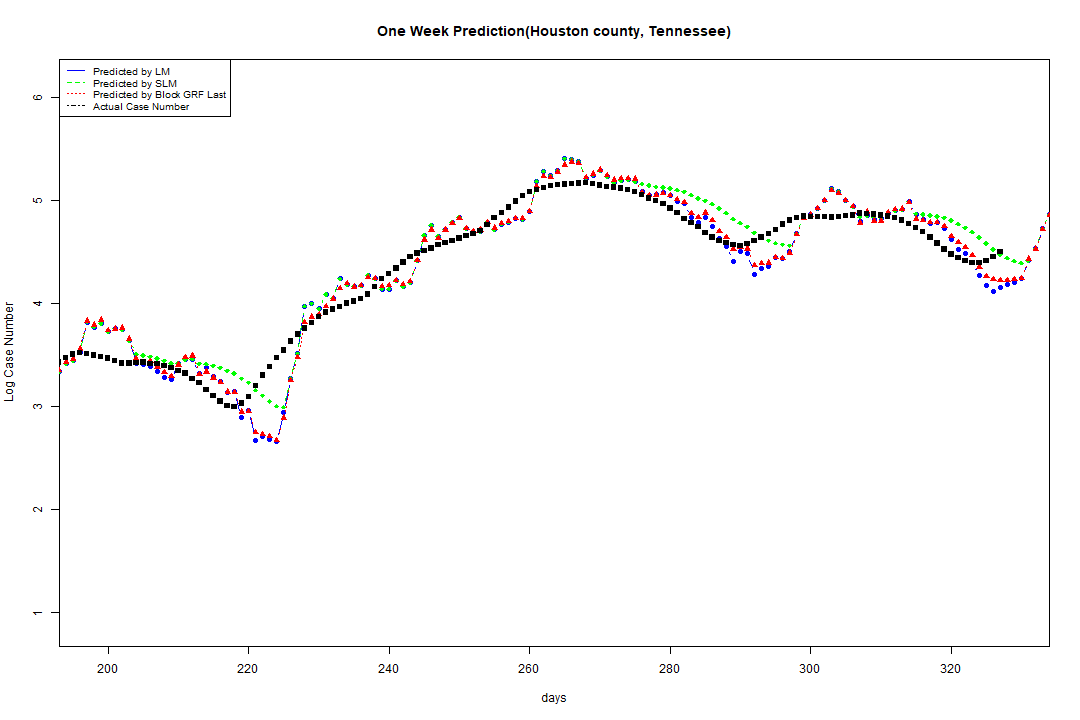 One Week Prediction(Houston county, Tennessee)
Predicted by LM
Predicted by SLM
Predicted by Block GRF Last
Actual Case Number
6
5
4
3
2
1
Log Case Number
200 220 240 260 280 300 320
days